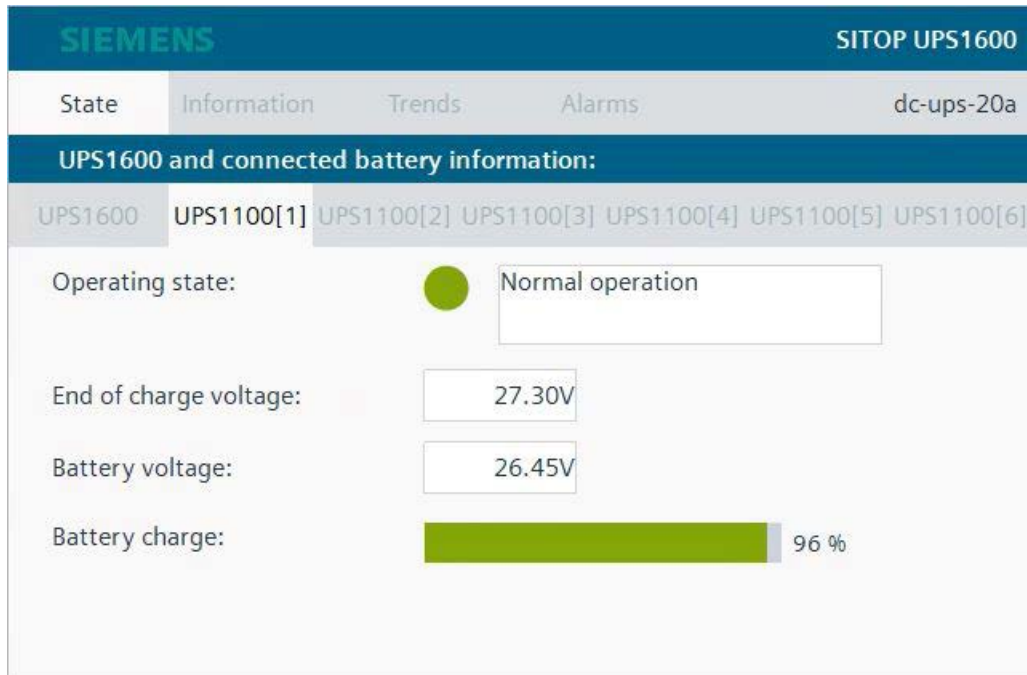 SIEMENS SITOP UPS1600
State Information Trends Alarms dc-ups-20a
UPS1600 and connected battery information:
UPS1600 UPS1100[1] UPS1100[2] UPS1100[3] UPS1100[4] UPS1100[5] UPS1100[6]
Operating state: Normal operation
End of charge voltage: 27.30V
Battery voltage: 26.45V
Battery charge: 96 %